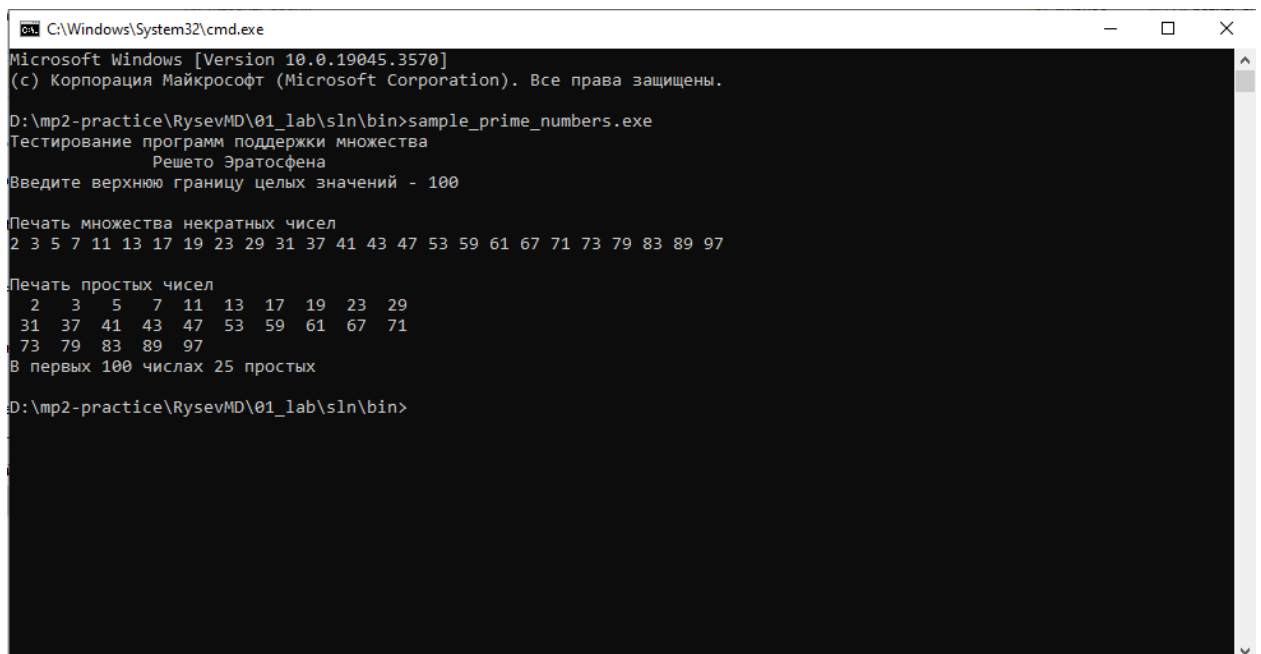 C:\Windows\System32\cmd.exe
Microsoft Windows [Version 10.0.19045.3570]
(c) Корпорация Майкрософт (Microsoft Corporation). Все права защищены.
D:\mp2-practice\RysevMD\01_lab\sln\bin>sample_prime_numbers.exe
Тестирование программ поддержки множества
Решето Эратосфена
Введите верхнюю границу целых значений - 100
Печать множества некратных чисел
2 3 5 7 11 13 17 19 23 29 31 37 41 43 47 53 59 61 67 71 73 79 83 89 97
Печать простых чисел
2 3 5 7 11 13 17 19 23 29
31 37 41 43 47 53 59 61 67 71
73 79 83 89 97
В первых 100 числах 25 простых
D:\mp2-practice\RysevMD\01_lab\sln\bin>